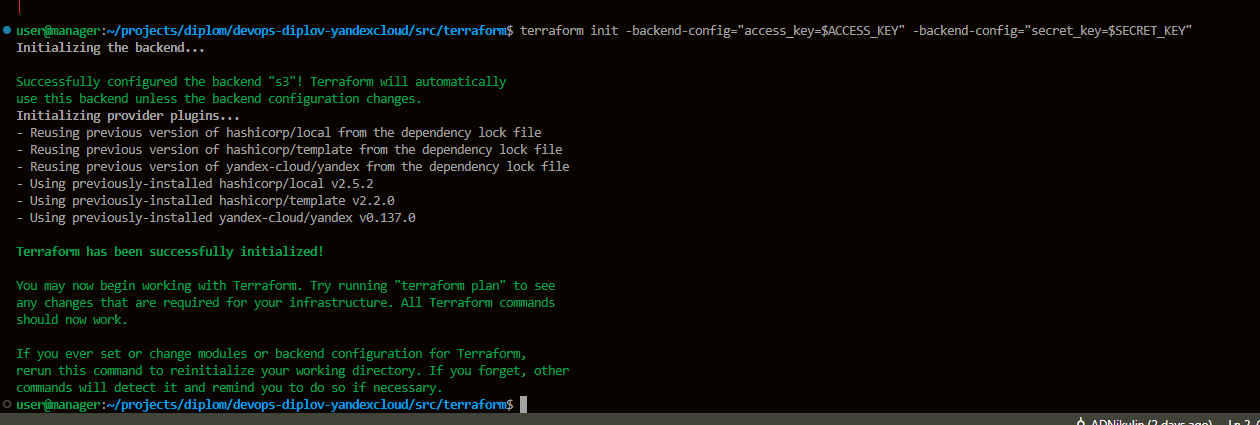 user@manager:~/projects/diplom/devops-diplov-yandexcloud/src/terraform$ terraform init -backend-config="access_key=$ACCESS_KEY" -backend-config="secret_key=$SECRET_KEY"
Initializing the backend...
Successfully configured the backend "s3"! Terraform will automatically
use this backend unless the backend configuration changes.
Initializing provider plugins...
- Reusing previous version of hashicorp/local from the dependency lock file
- Reusing previous version of hashicorp/template from the dependency lock file
- Reusing previous version of yandex-cloud/yandex from the dependency lock file
- Using previously-installed hashicorp/local v2.5.2
- Using previously-installed hashicorp/template v2.2.0
- Using previously-installed yandex-cloud/yandex v0.137.0
Terraform has been successfully initialized!
You may now begin working with Terraform. Try running "terraform plan" to see
any changes that are required for your infrastructure. All Terraform commands
should now work.
If you ever set or change modules or backend configuration for Terraform,
rerun this command to reinitialize your working directory. If you forget, other
commands will detect it and remind you to do so if necessary.
user@manager:~/projects/diplom/devops-diplov-yandexcloud/src/terraform$
ADNikulin (2 days ago) Ln 2,